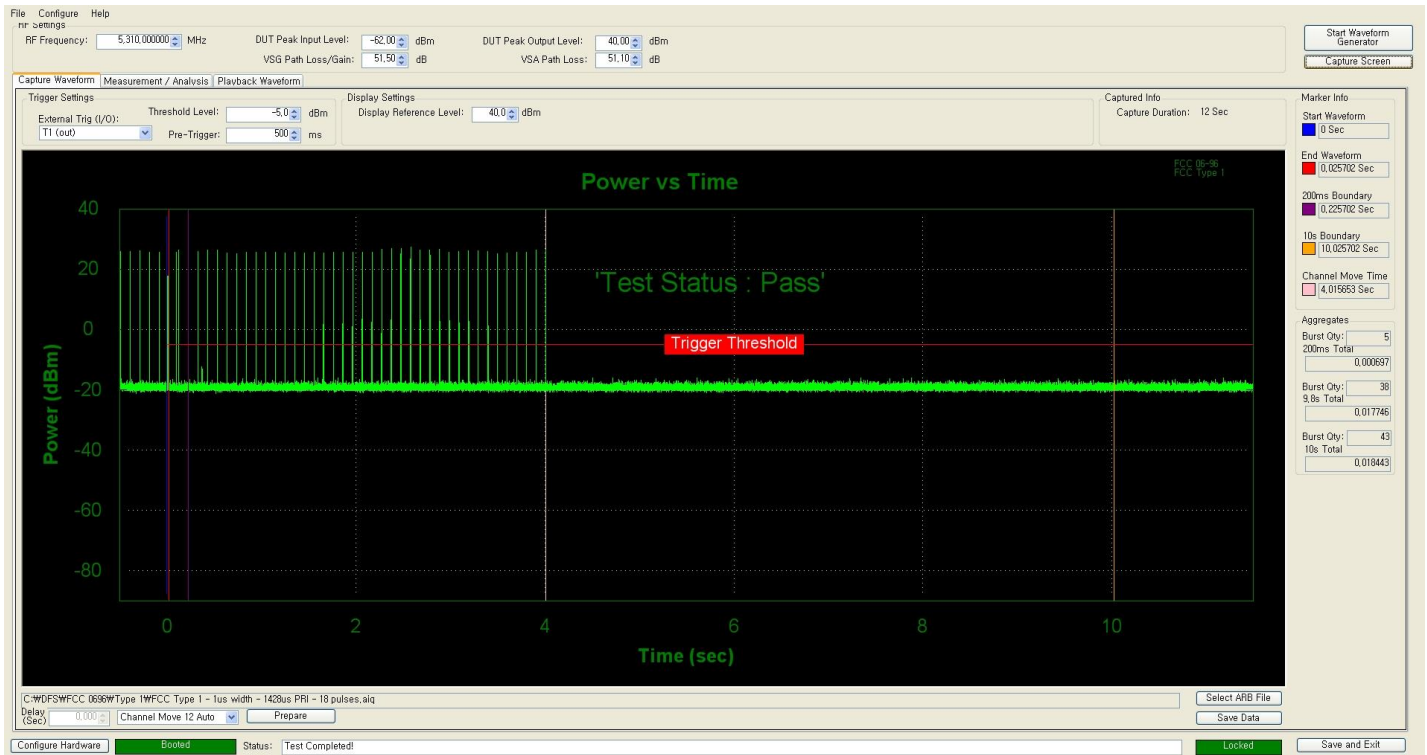 File Configure Help
RF Settings
RF Frequency: 5,310,000000 MHz DUT Peak Input Level: -62,00 dBm DUT Peak Output Level: 40,00 dBm
VSG Path Loss/Gain: 51,50 dB VSA Path Loss: 51,10 dB
Start Waveform Generator
Capture Screen
Capture Waveform Measurement / Analysis Playback Waveform
Trigger Settings
External Trig (I/O):
T1 (out)
Threshold Level: -5,0 dBm
Pre-Trigger: 500 ms
Display Settings
Display Reference Level: 40,0 dBm
Captured Info
Capture Duration: 12 Sec
Marker Info
Start Waveform
0 Sec
End Waveform
0,025702 Sec
200ms Boundary
0,225702 Sec
10s Boundary
10,025702 Sec
Channel Move Time
4,015653 Sec
Aggregates
Burst Qty: 5
200ms Total
0,000697
Burst Qty: 38
9,8s Total
0,017746
Burst Qty: 43
10s Total
0,018443
FCC 06-96
FCC Type 1
Power vs Time
'Test Status : Pass'
Trigger Threshold
Power (dBm)
40
20
0
-20
-40
-60
-80
0 2 4 6 8 10
Time (sec)
C:₩DFS₩FCC 0696₩Type 1₩FCC Type 1 - 1us width - 1428us PRI - 18 pulses,aiq
Select ARB File
Delay (Sec) 0,000 Channel Move 12 Auto Prepare
Save Data
Configure Hardware Booted Status: Test Completed! Locked Save and Exit